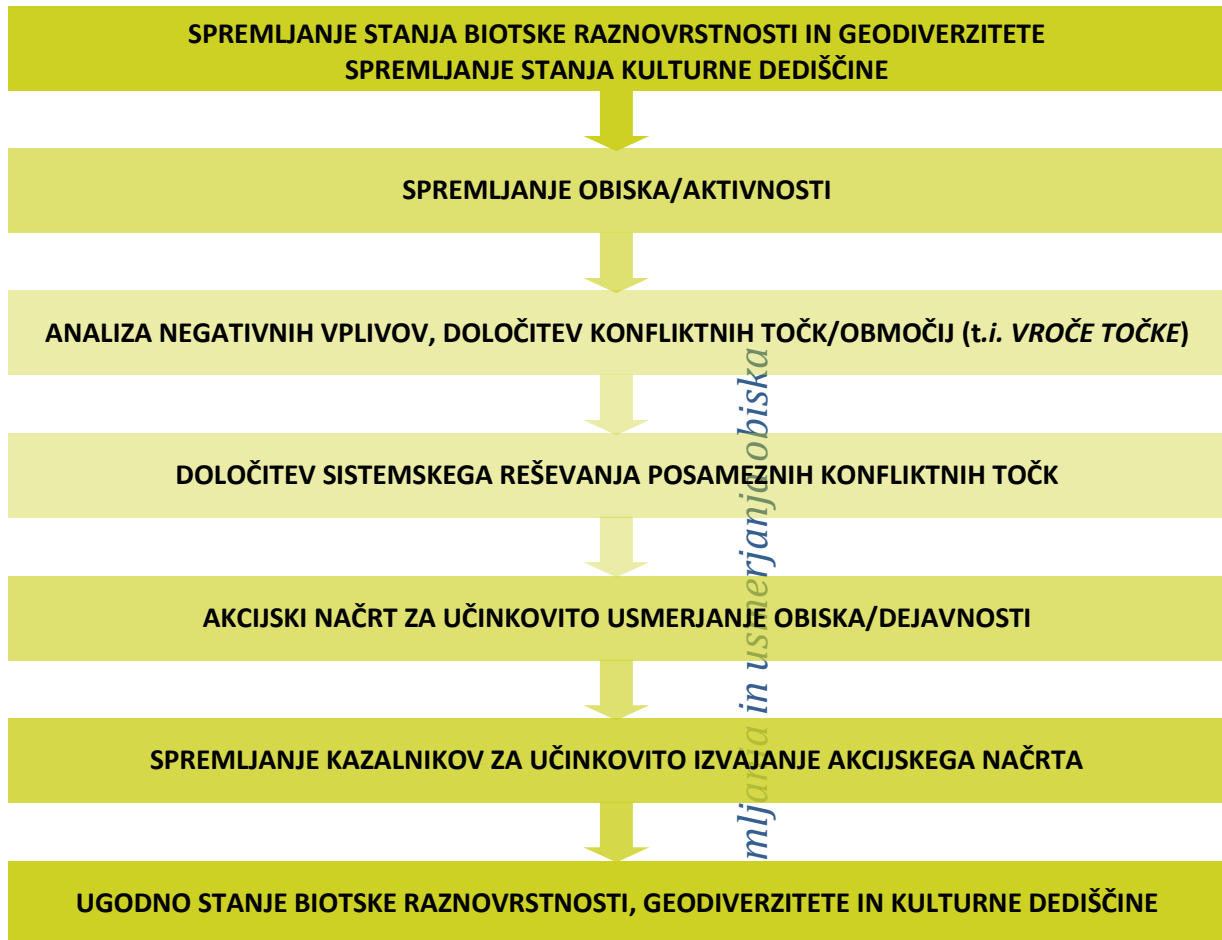 SPREMLJANJE STANJA BIOTSKE RAZNOVRSTNOSTI IN GEODIVERZITETE
SPREMLJANJE STANJA KULTURNE DEDIŠČINE
SPREMLJANJE OBISKA/AKTIVNOSTI
ANALIZA NEGATIVNIH VPLIVOV, DOLOČITEV KONFLIKTNIH TOČK/OBMOČIJ (t.i. VROČE TOČKE)
DOLOČITEV SISTEMSKEGA REŠEVANJA POSAMEZNIH KONFLIKTNIH TOČK
AKCIJSKI NAČRT ZA UČINKOVITO USMERJANJE OBISKA/DEJAVNOSTI
SPREMLJANJE KAZALNIKOV ZA UČINKOVITO IZVAJANJE AKCIJSKEGA NAČRTA
UGODNO STANJE BIOTSKE RAZNOVRSTNOSTI, GEODIVERZITETE IN KULTURNE DEDIŠČINE
mljanja in usmerjanja obiska